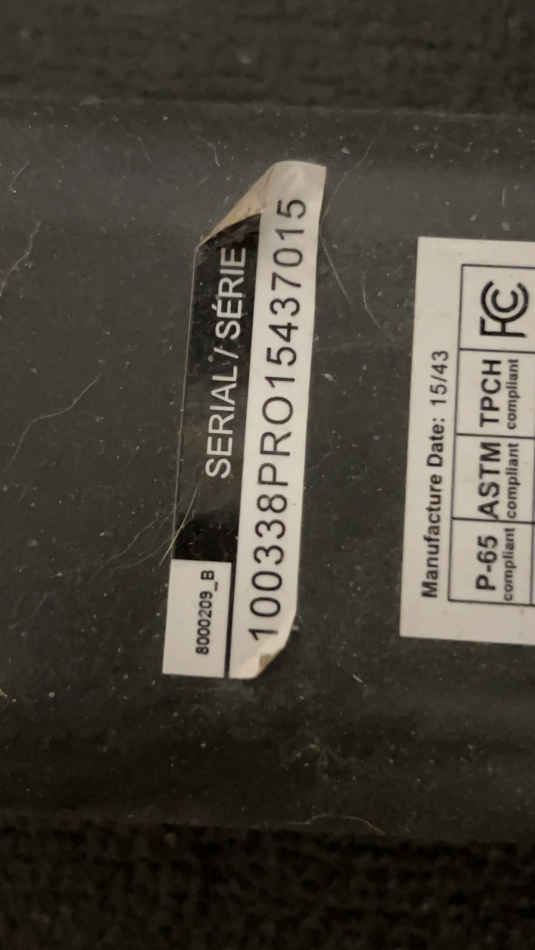 SERIAL / SÉRIE
8000209_B
100338PRO15437015
Manufacture Date: 15/43
P-65 compliant
ASTM compliant
TPCH compliant
FC